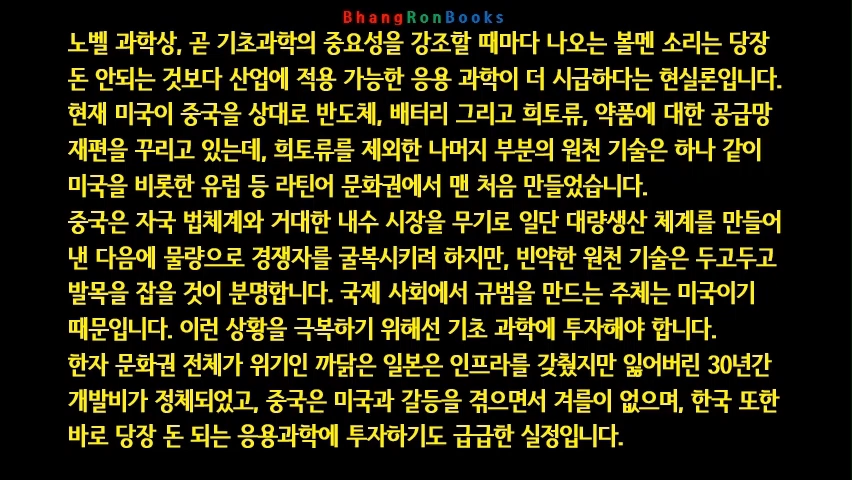 BhangRonBooks
노벨 과학상, 곧 기초과학의 중요성을 강조할 때마다 나오는 볼멘 소리는 당장
돈 안되는 것보다 산업에 적용 가능한 응용 과학이 더 시급하다는 현실론입니다.
현재 미국이 중국을 상대로 반도체, 배터리 그리고 희토류, 약품에 대한 공급망
재편을 꾸리고 있는데, 희토류를 제외한 나머지 부분의 원천 기술은 하나 같이
미국을 비롯한 유럽 등 라틴어 문화권에서 맨 처음 만들었습니다.
중국은 자국 법체계와 거대한 내수 시장을 무기로 일단 대량생산 체계를 만들어
낸 다음에 물량으로 경쟁자를 굴복시키려 하지만, 빈약한 원천 기술은 두고두고
발목을 잡을 것이 분명합니다. 국제 사회에서 규범을 만드는 주체는 미국이기
때문입니다. 이런 상황을 극복하기 위해선 기초 과학에 투자해야 합니다.
한자 문화권 전체가 위기인 까닭은 일본은 인프라를 갖췄지만 잃어버린 30년간
개발비가 정체되었고, 중국은 미국과 갈등을 겪으면서 겨를이 없으며, 한국 또한
바로 당장 돈 되는 응용과학에 투자하기도 급급한 실정입니다.